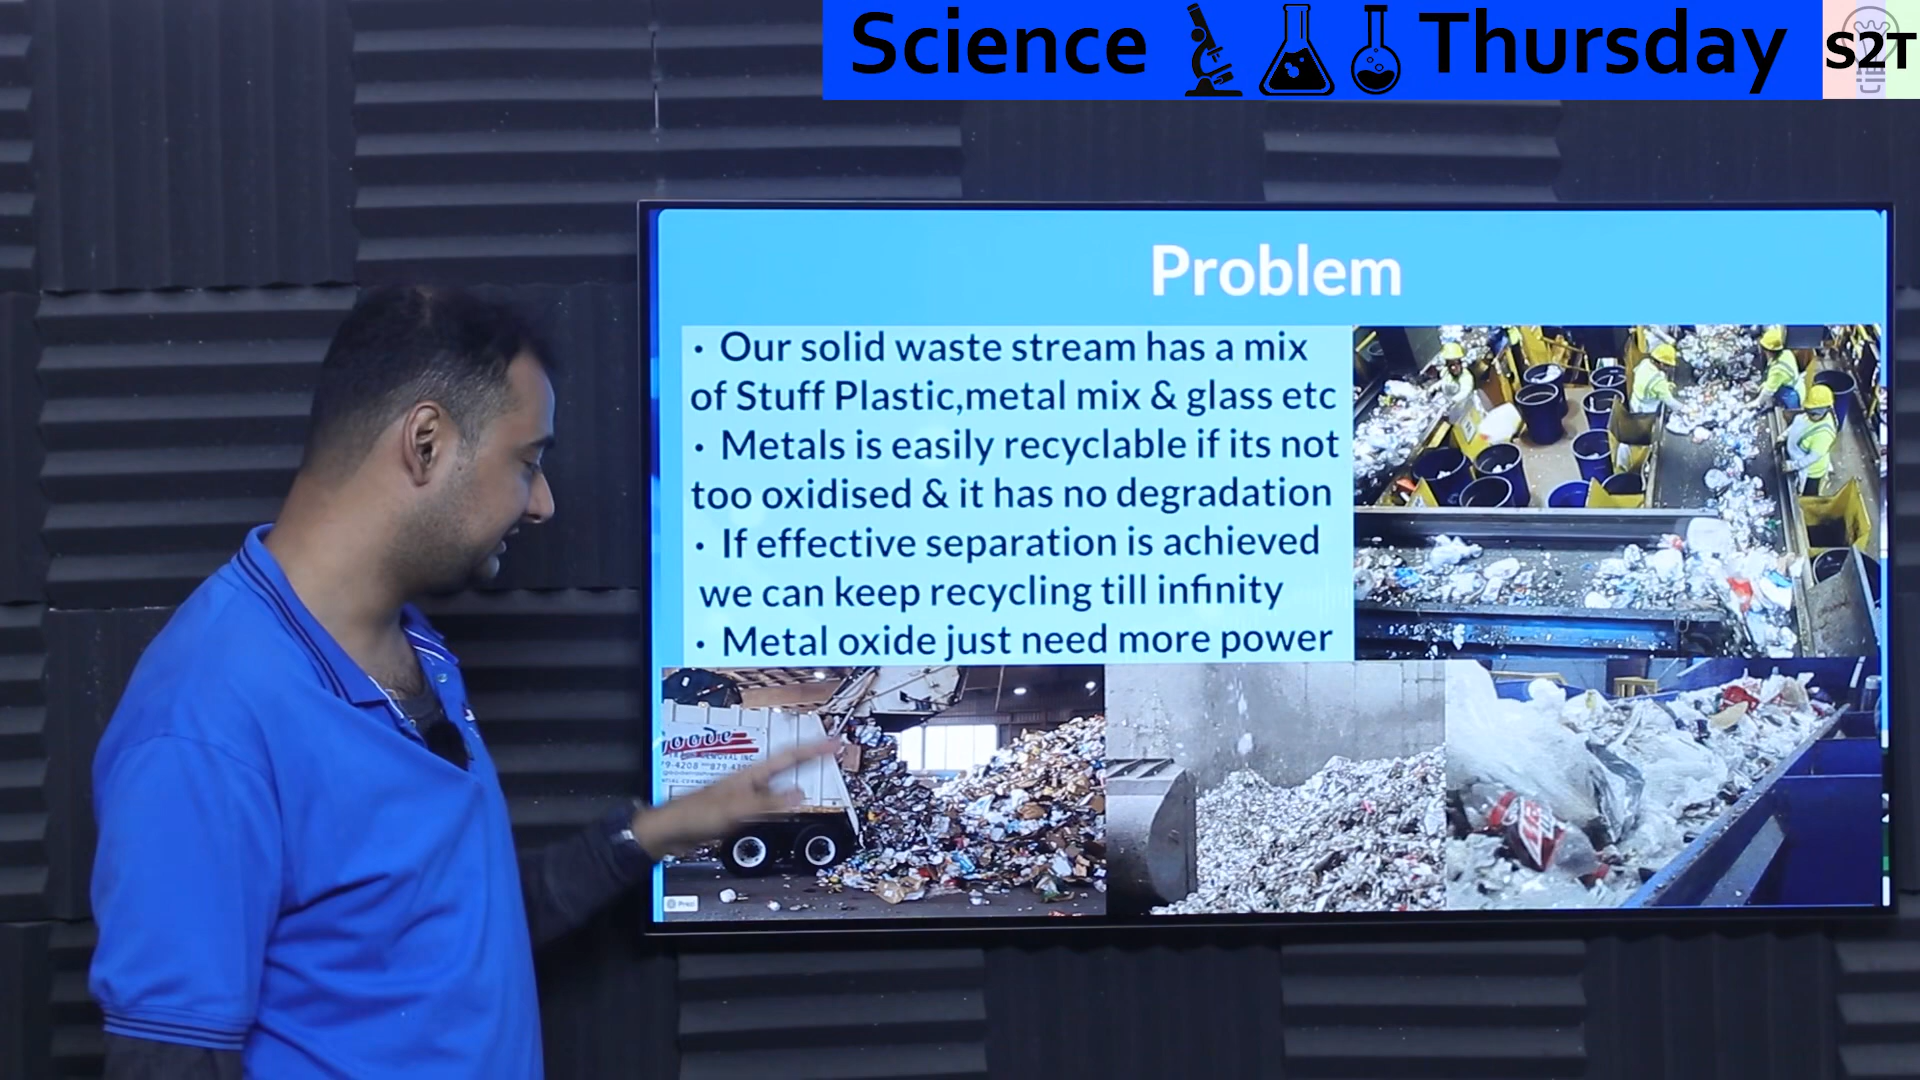 Science Thursday
S2T
Problem
· Our solid waste stream has a mix
of Stuff Plastic,metal mix & glass etc
· Metals is easily recyclable if its not
too oxidised & it has no degradation
· If effective separation is achieved
we can keep recycling till infinity
· Metal oxide just need more power
goode
Prezi